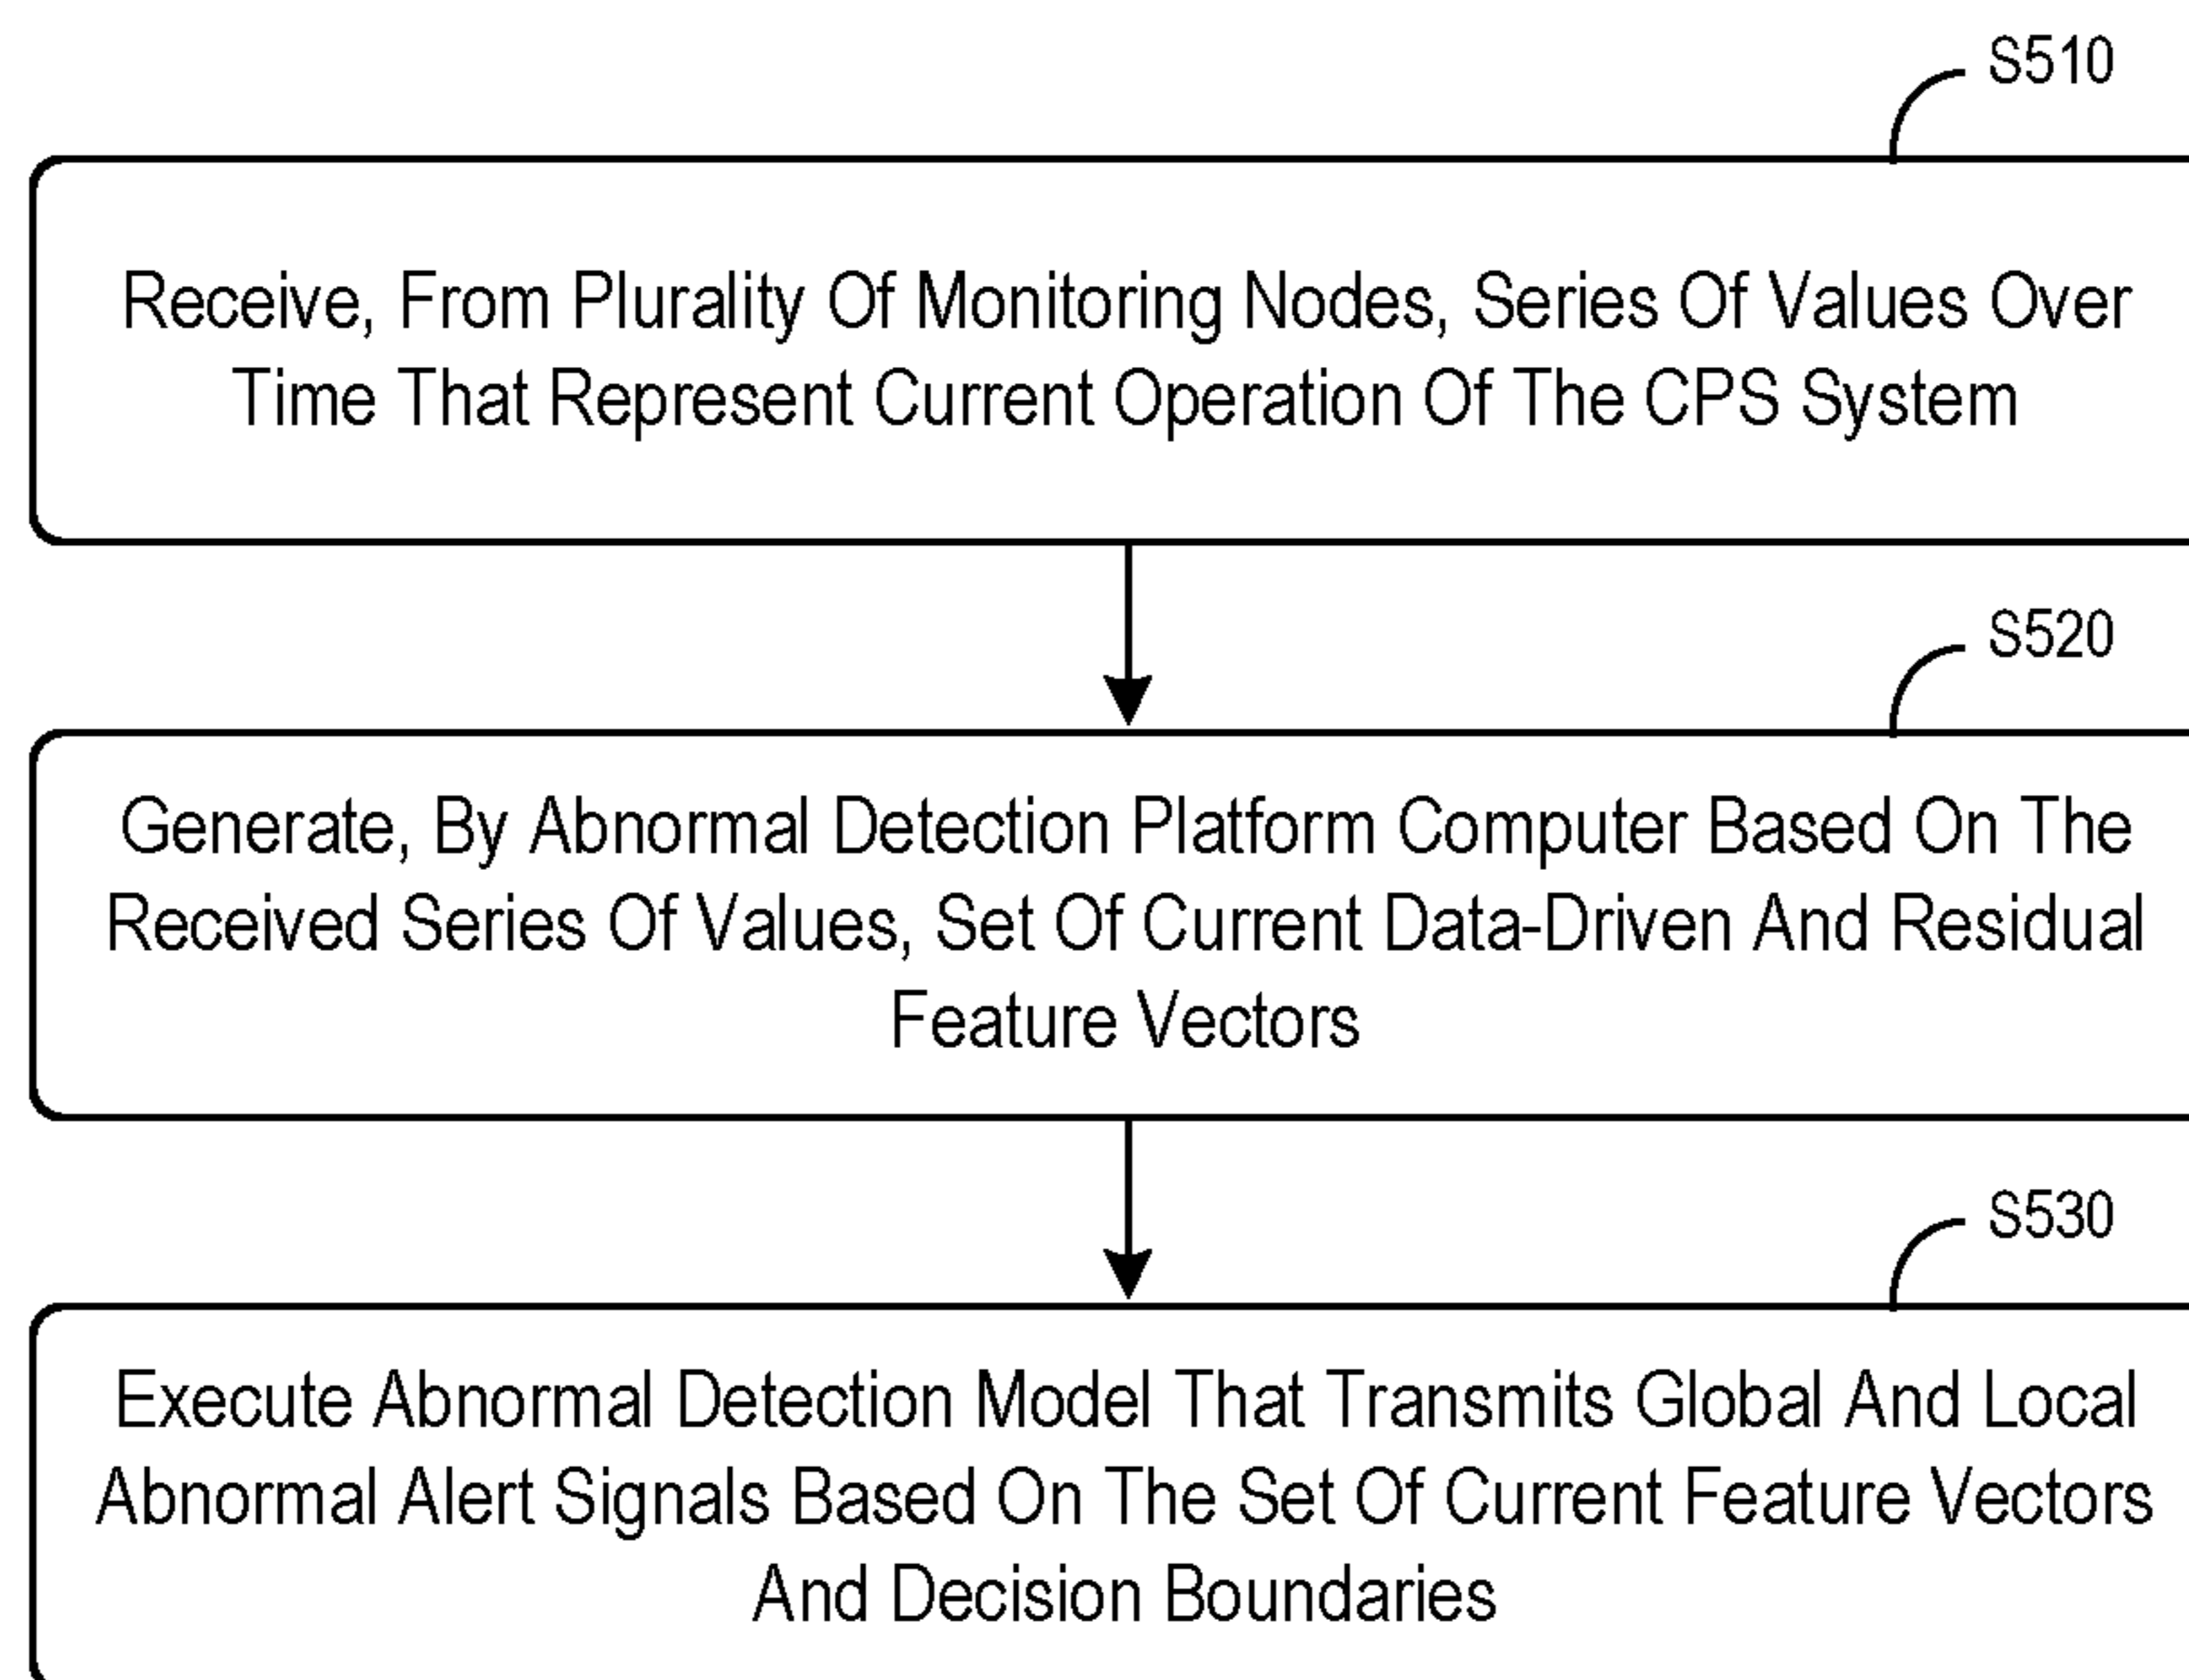 S510
Receive, From Plurality Of Monitoring Nodes, Series Of Values Over
Time That Represent Current Operation Of The CPS System
S520
Generate, By Abnormal Detection Platform Computer Based On The
Received Series Of Values, Set Of Current Data-Driven And Residual
Feature Vectors
S530
Execute Abnormal Detection Model That Transmits Global And Local
Abnormal Alert Signals Based On The Set Of Current Feature Vectors
And Decision Boundaries